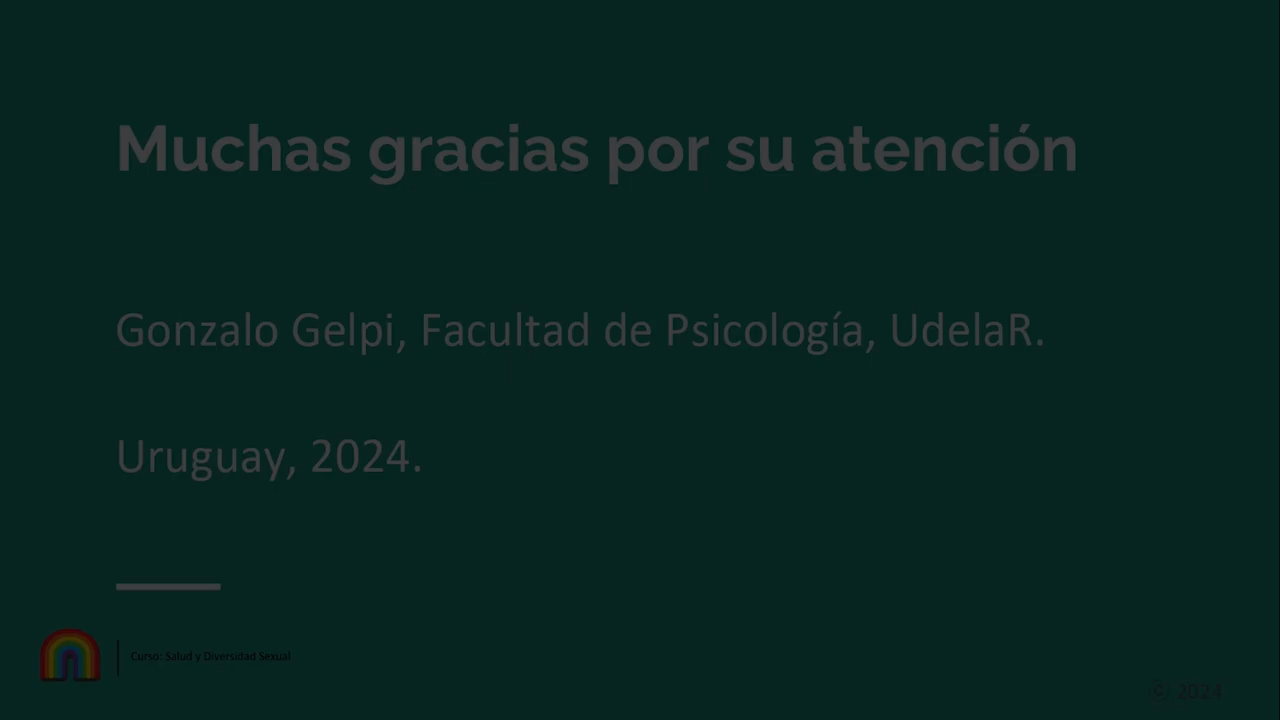 Muchas gracias por su atención
Gonzalo Gelpi, Facultad de Psicología, UdelaR.
Uruguay, 2024.
Curso: Salud y Diversidad Sexual
© 2024